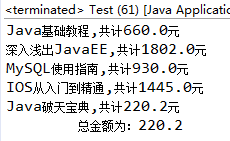 <terminated> Test (61) [Java Applicatio
Java基础教程,共计660.0元
深入浅出JavaEE,共计1802.0元
MySQL使用指南,共计930.0元
IOS从入门到精通,共计1445.0元
Java破天宝典,共计220.2元
总金额为：220.2